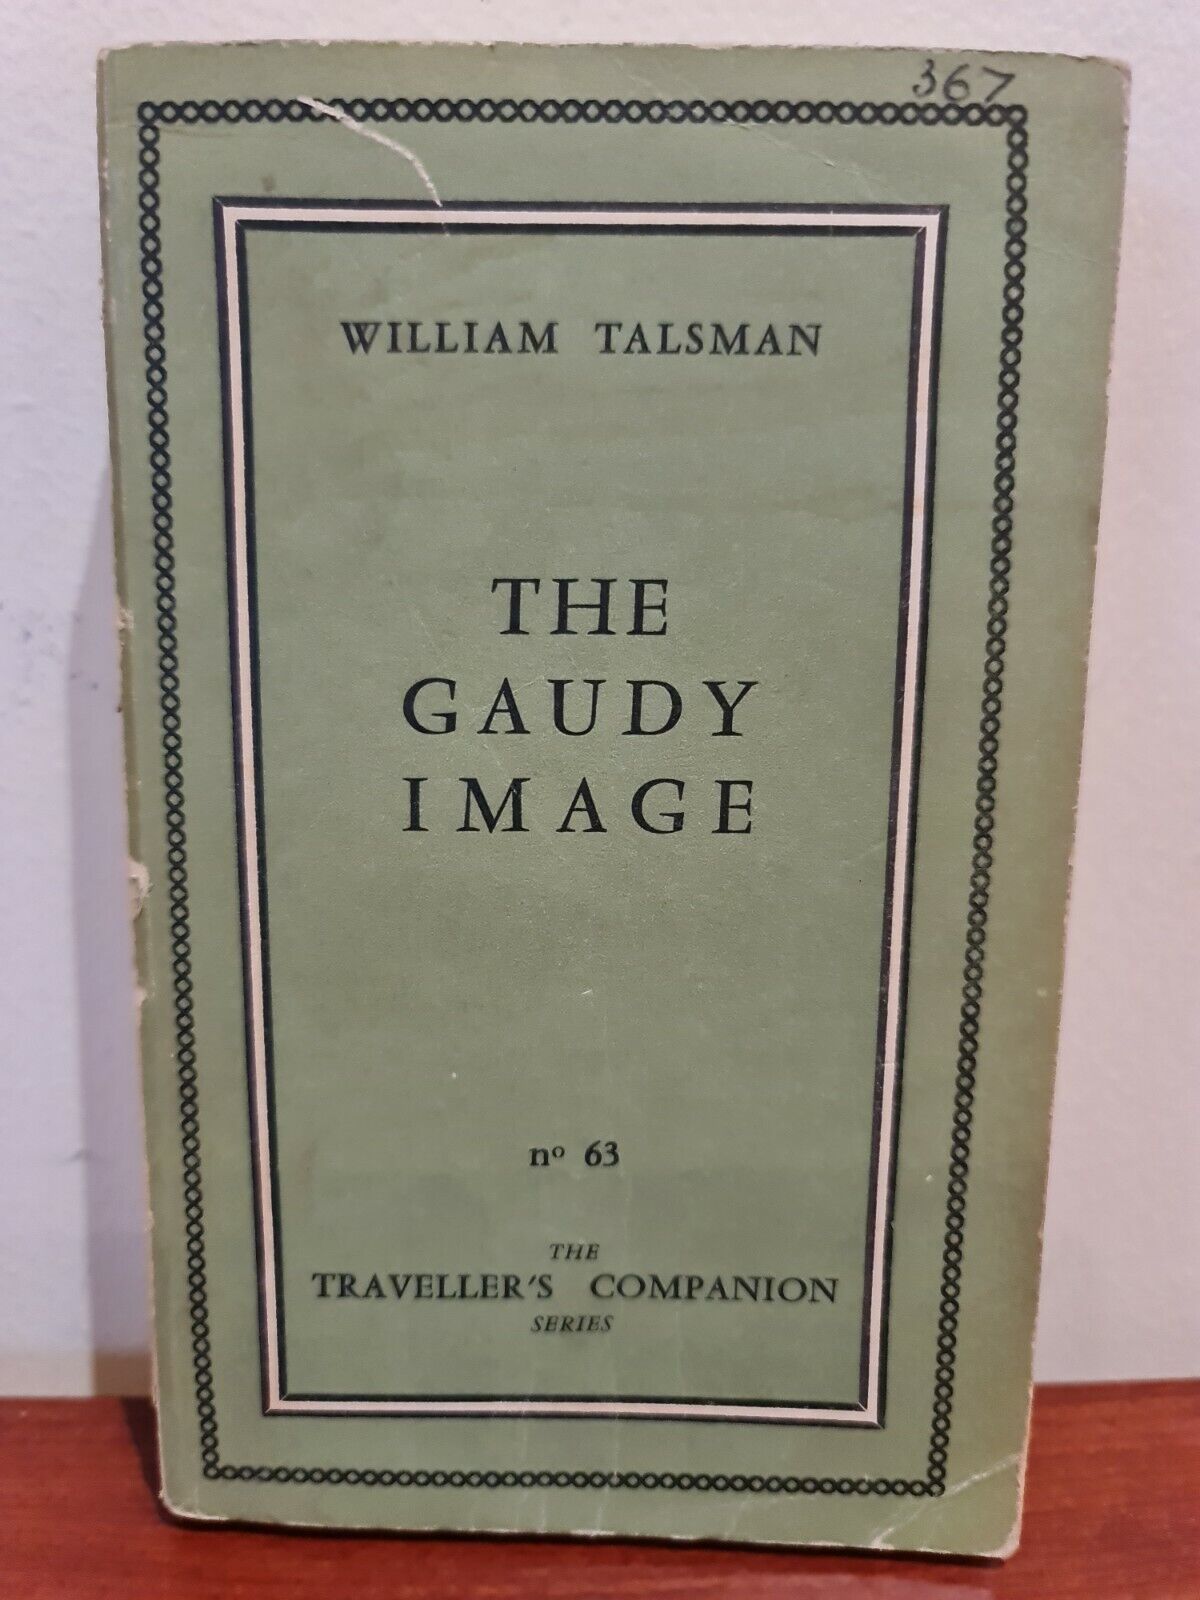 367
WILLIAM TALSMAN
THE
GAUDY
IMAGE
nº 63
THE
TRAVELLER'S COMPANION
SERIES